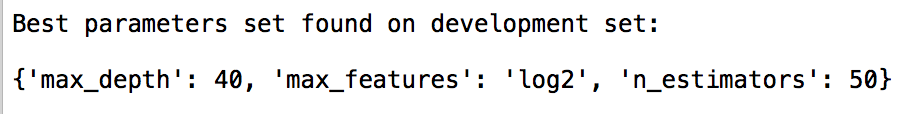 Best parameters set found on development set:
{'max_depth': 40, 'max_features': 'log2', 'n_estimators': 50}